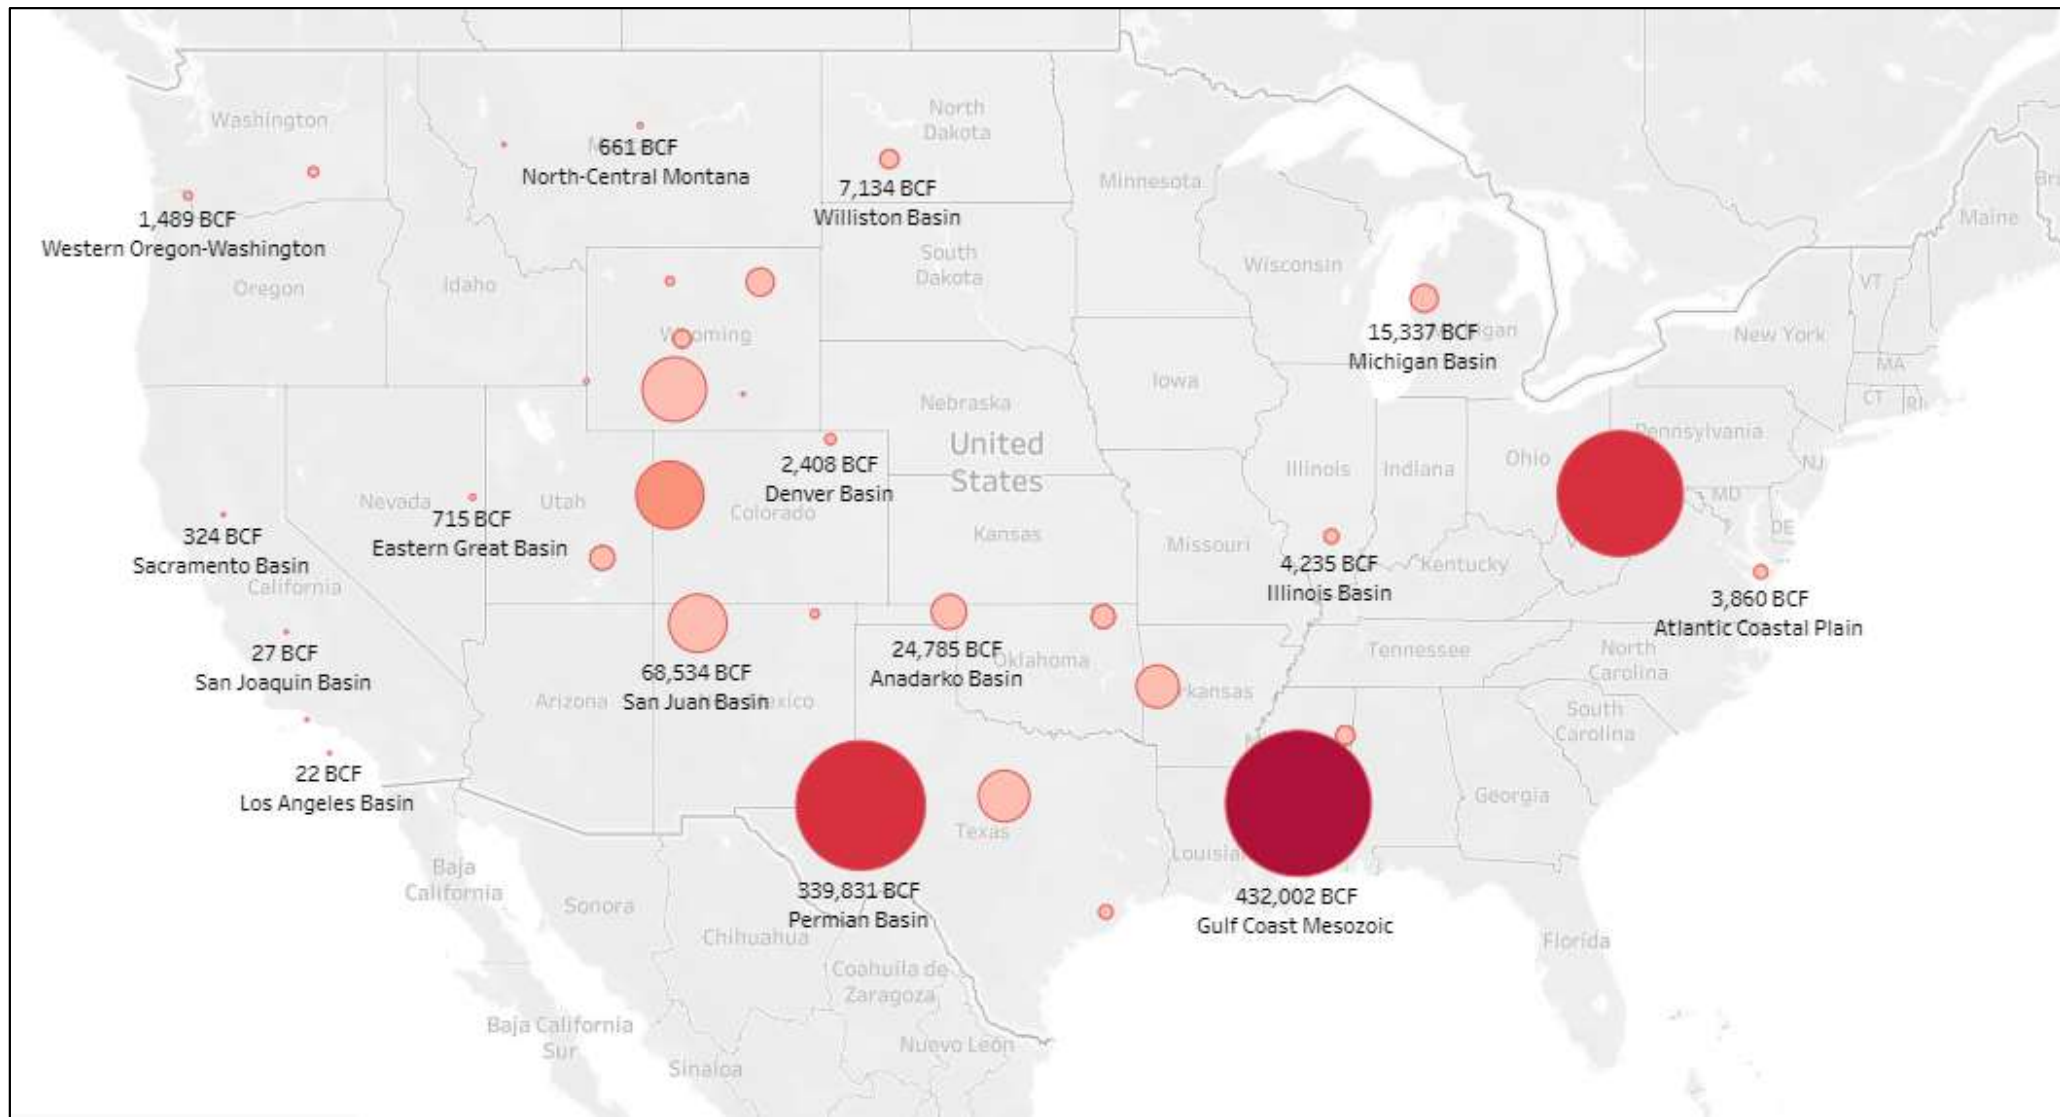 North
Dakota
Washington
661 BCF
North-Central Montana
7,134 BCF
Williston Basin
Minnesota
Maine
1,489 BCF
Western Oregon-Washington
Oregon
Idaho
South
Dakota
Wisconsin
VT
Wyoming
15,337 BCF
Michigan Basin
New York
MA
CT
RI
Iowa
Nebraska
United
States
Pennsylvania
2,408 BCF
Denver Basin
Colorado
Nevada
Utah
715 BCF
Eastern Great Basin
324 BCF
Sacramento Basin
California
Kansas
Missouri
Illinois
Indiana
Ohio
NJ
MD
DE
4,235 BCF
Illinois Basin
Kentucky
3,860 BCF
Atlantic Coastal Plain
27 BCF
San Joaquin Basin
68,534 BCF
San Juan Basin
Arizona
24,785 BCF
Anadarko Basin
Oklahoma
Arkansas
Tennessee
North
Carolina
South
Carolina
Georgia
22 BCF
Los Angeles Basin
Texas
339,831 BCF
Permian Basin
432,002 BCF
Gulf Coast Mesozoic
Florida
Baja
California
Sonora
Chihuahua
Coahuila de
Zaragoza
Baja California
Sur
Nuevo León
Sinaloa